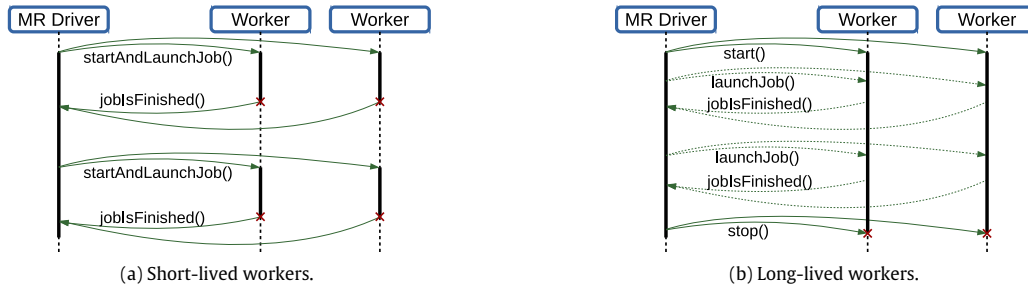 MR Driver
Worker
Worker
startAndLaunchJob()
jobIsFinished()
startAndLaunchJob()
jobIsFinished()
(a) Short-lived workers.
MR Driver
Worker
Worker
start()
launchJob()
jobIsFinished()
launchJob()
jobIsFinished()
stop()
(b) Long-lived workers.